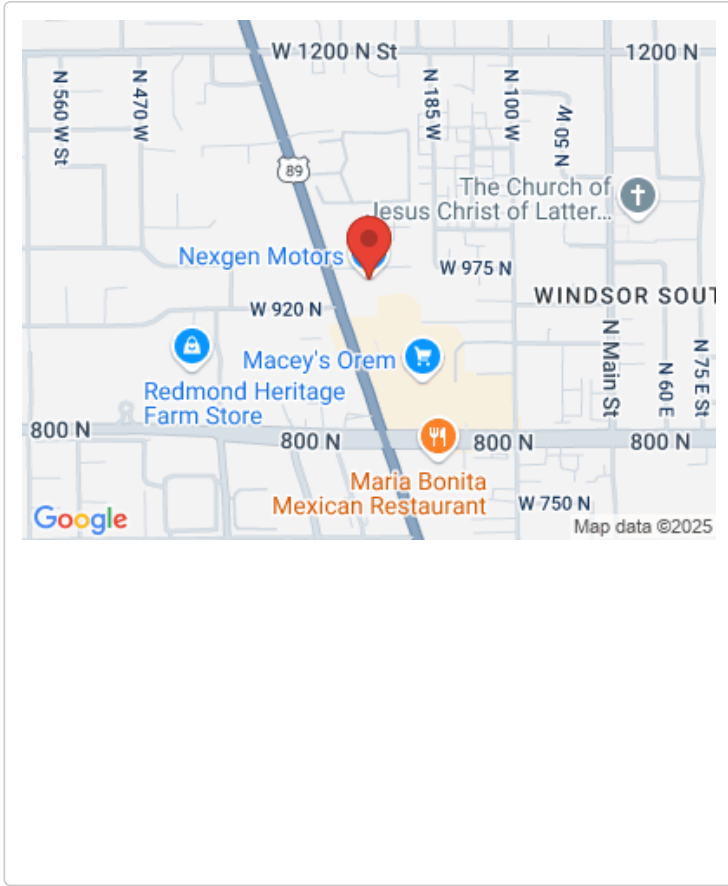 W 1200 N St
1200 N
N 560 W St
N 470 W
N 185 W
N 100 W
N 50 W
89
The Church of
Jesus Christ of Latter...
Nexgen Motors
W 975 N
WINDSOR SOUT
W 920 N
Macey's Orem
N Main St
N 60 E
N 75 E St
Redmond Heritage
Farm Store
800 N
800 N
800 N
800 N
Maria Bonita
Mexican Restaurant
W 750 N
Google
Map data ©2025